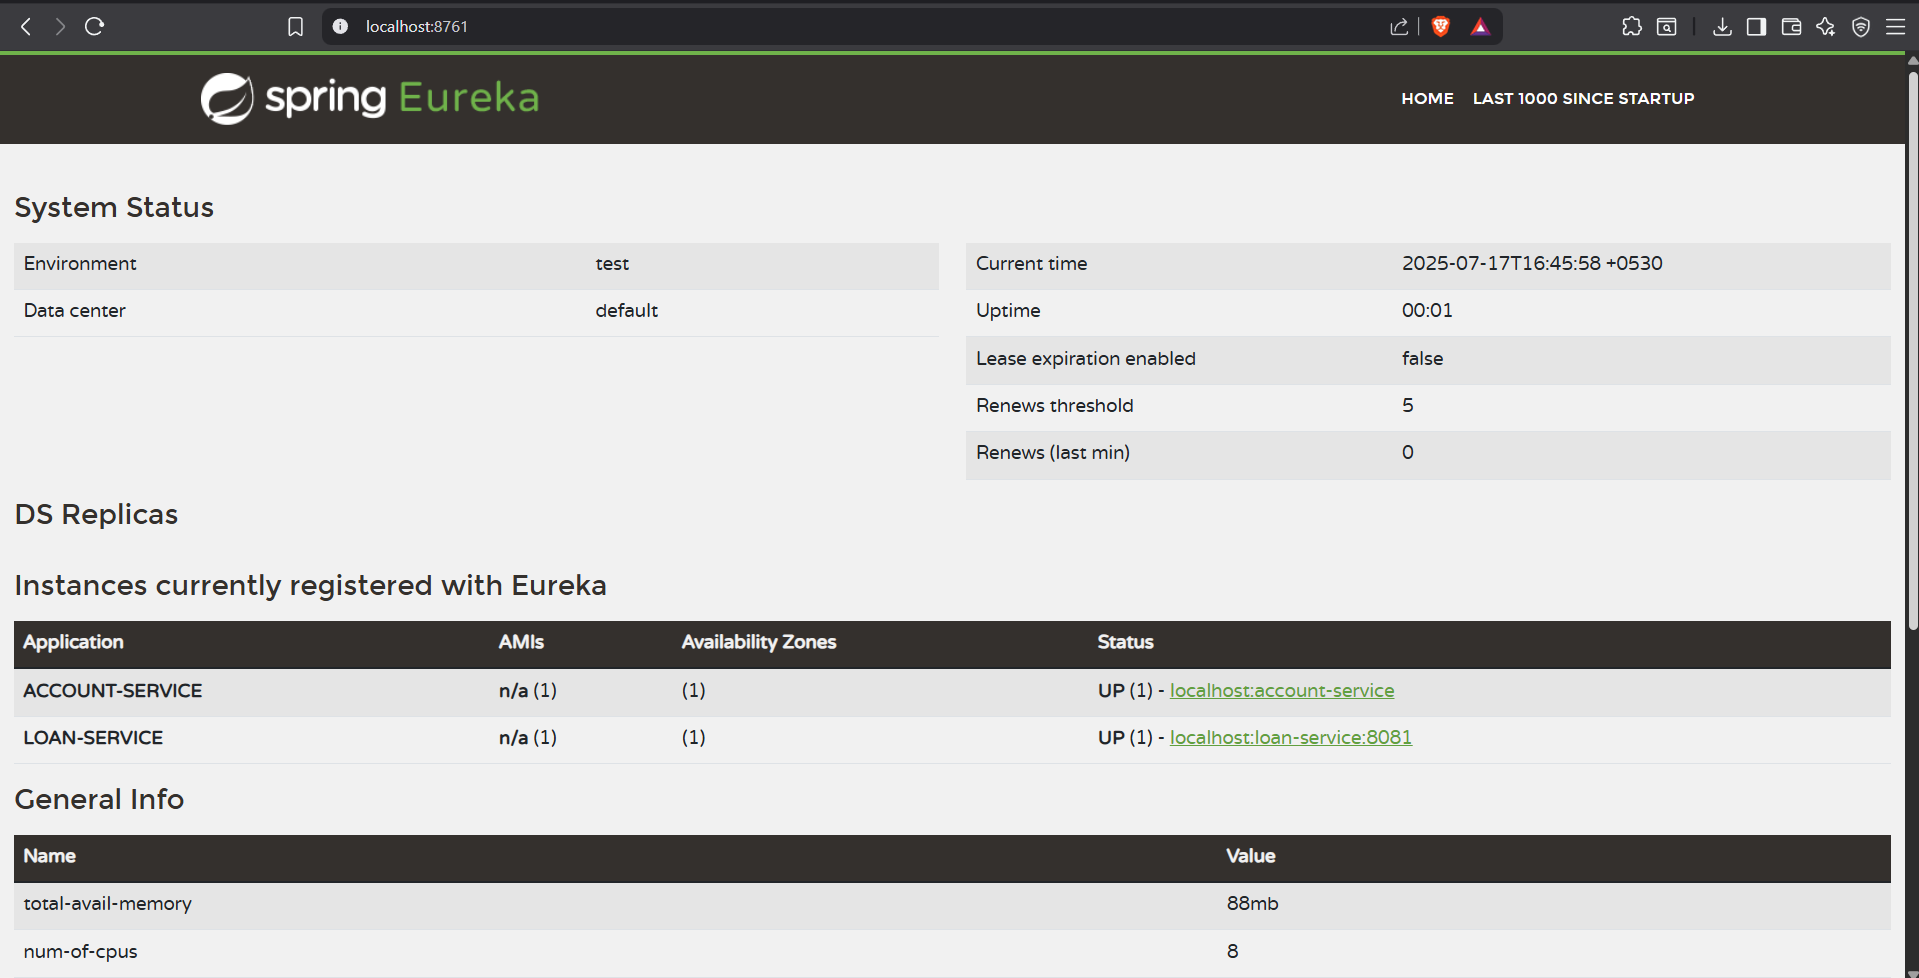 localhost:8761
spring Eureka
HOME LAST 1000 SINCE STARTUP
System Status
Environment test
Data center default
Current time 2025-07-17T16:45:58 +0530
Uptime 00:01
Lease expiration enabled false
Renews threshold 5
Renews (last min) 0
DS Replicas
Instances currently registered with Eureka
Application AMIs Availability Zones Status
ACCOUNT-SERVICE n/a (1) (1) UP (1) - localhost:account-service
LOAN-SERVICE n/a (1) (1) UP (1) - localhost:loan-service:8081
General Info
Name Value
total-avail-memory 88mb
num-of-cpus 8